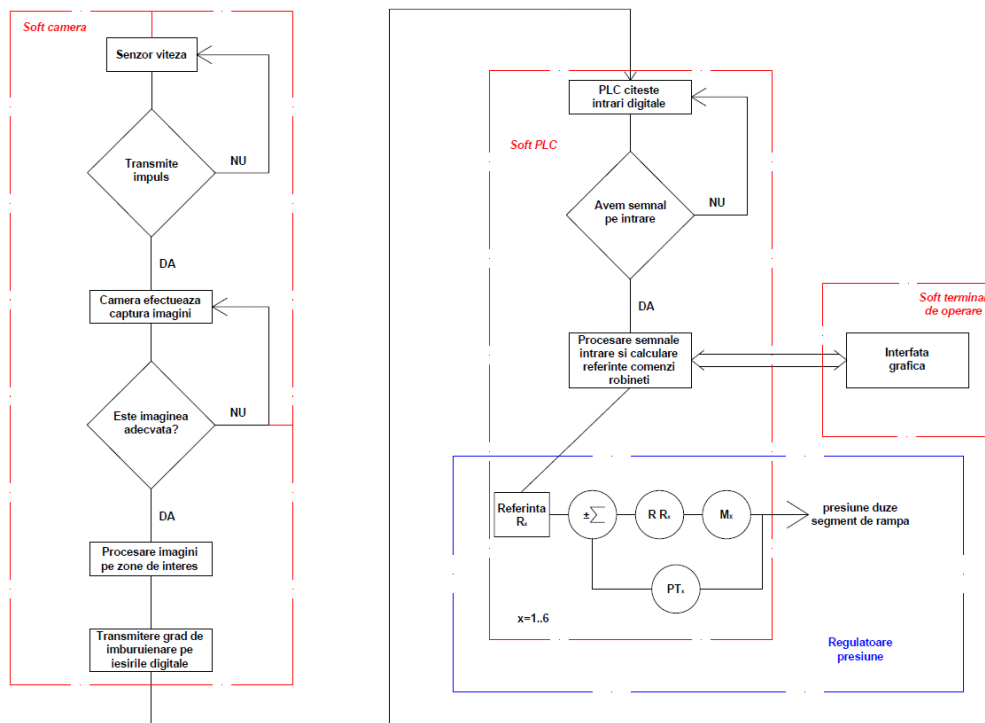 Soft camera
Senzor viteza
Transmite
impuls
NU
DA
Camera efectueaza
captura imagini
Este imaginea
adecvata?
NU
DA
Procesare imagini
pe zone de interes
Transmitere grad de
imburuienare pe
iesirile digitale
PLC citeste
intrari digitale
Soft PLC
Avem semnal
pe intrare
NU
DA
Procesare semnale
intrare si calculare
referinte comenzi
robineti
Soft terminal
de operare
Interfata
grafica
Referinta
Rx
±∑
R Rx
Mx
presiune duze
segment de rampa
PTx
x=1..6
Regulatoare
presiune